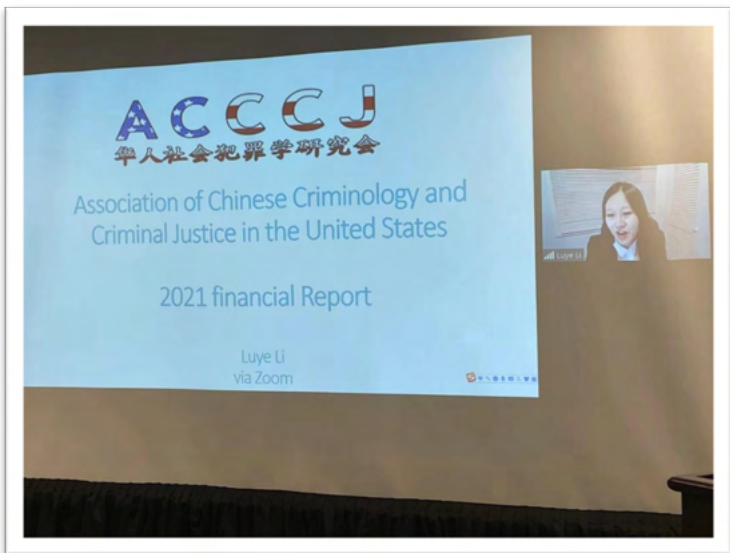 ACCCJ
华人社会犯罪学研究会
Association of Chinese Criminology and
Criminal Justice in the United States
2021 financial Report
Luye Li
via Zoom
Luye Li